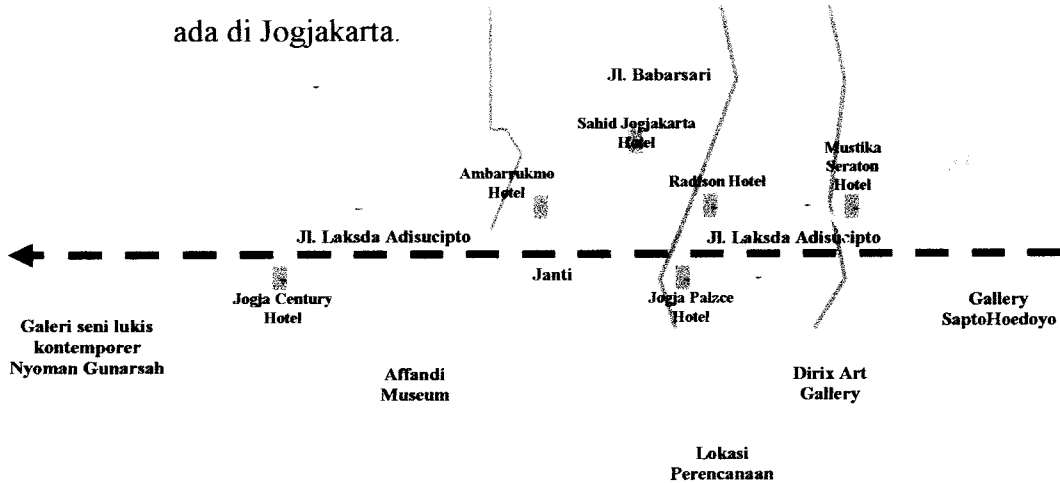 ada di Jogjakarta.
Jl. Babarsari
Sahid Jogjakarta
Hotel
Mustika
Seraton
Hotel
Ambarrukmo
Hotel
Radison Hotel
Jl. Laksda Adisucipto
Jl. Laksda Adisucipto
Janti
Jogja Century
Hotel
Jogja Palzce
Hotel
Gallery
SaptoHoedoyo
Galeri seni lukis
kontemporer
Nyoman Gunarsah
Affandi
Museum
Dirix Art
Gallery
Lokasi
Perencanaan